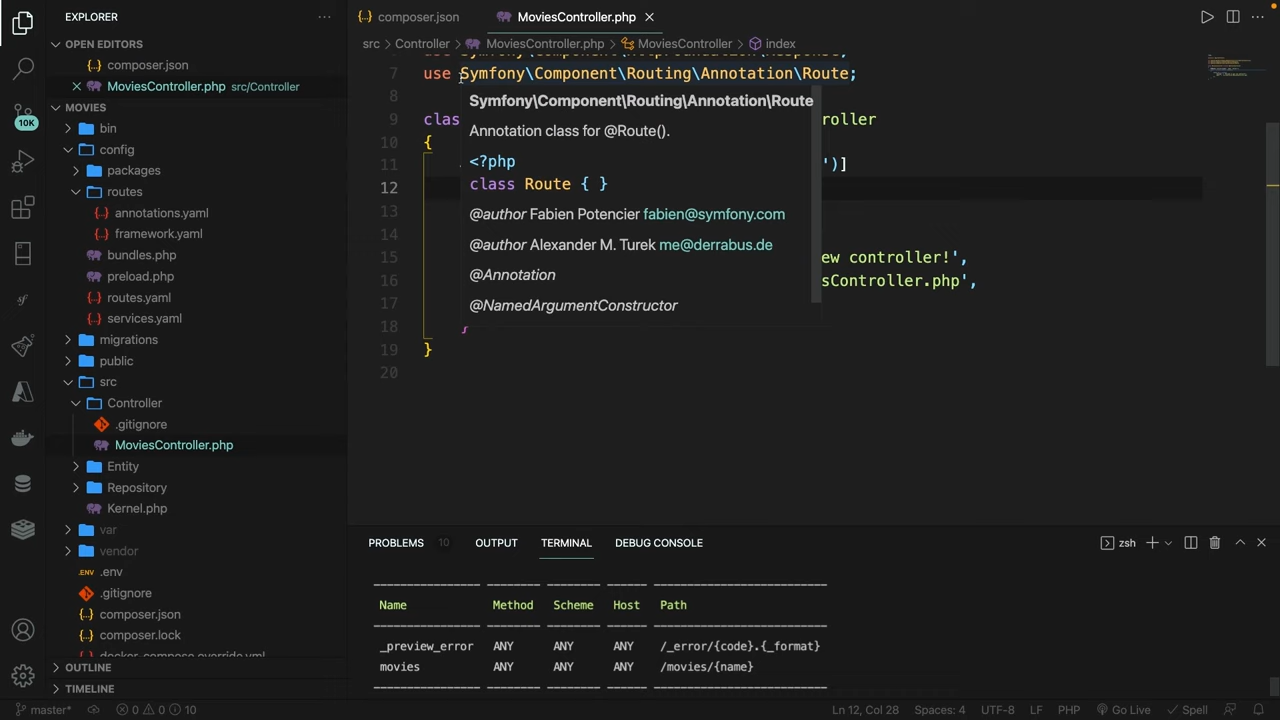 EXPLORER
OPEN EDITORS
composer.json
MoviesController.php src/Controller
MOVIES
bin
config
packages
routes
annotations.yaml
framework.yaml
bundles.php
preload.php
routes.yaml
services.yaml
migrations
public
src
Controller
.gitignore
MoviesController.php
Entity
Repository
Kernel.php
var
vendor
.env
.gitignore
composer.json
composer.lock
docker-compose.override.yml
OUTLINE
TIMELINE
10K
composer.json MoviesController.php
src > Controller > MoviesController.php > MoviesController > index
7 use Symfony\Component\Routing\Annotation\Route;
8
9 clas roller
10 {
11 ')]
12
13
14
15 ew controller!',
16 sController.php',
17
18 }
19 }
20
Symfony\Component\Routing\Annotation\Route
Annotation class for @Route().
<?php
class Route { }
@author Fabien Potencier fabien@symfony.com
@author Alexander M. Turek me@derrabus.de
@Annotation
@NamedArgumentConstructor
PROBLEMS 10 OUTPUT TERMINAL DEBUG CONSOLE zsh
Name Method Scheme Host Path
_preview_error ANY ANY ANY /_error/{code}.{_format}
movies ANY ANY ANY /movies/{name}
master* 0 0 10 Ln 12, Col 28 Spaces: 4 UTF-8 LF PHP Go Live Spell